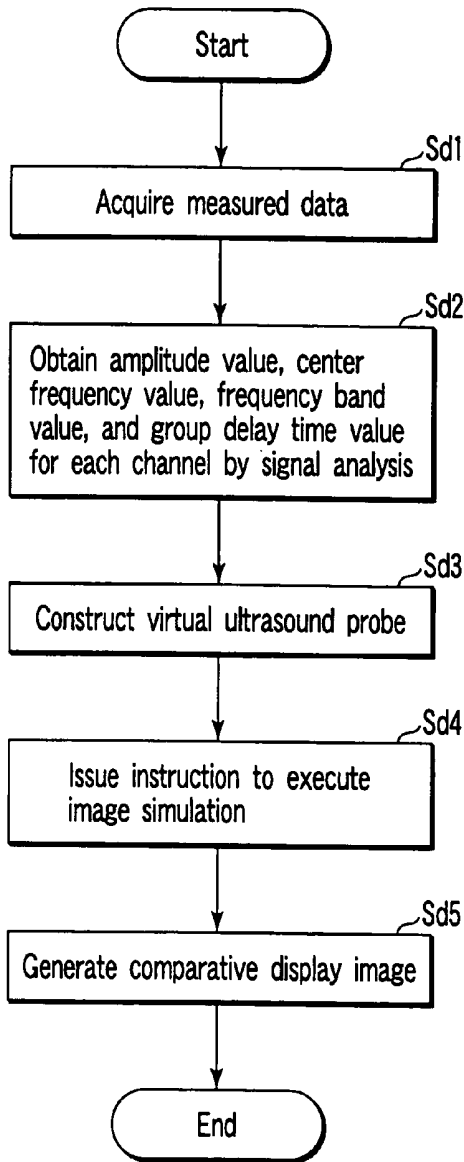 Start
Sd1
Acquire measured data
Sd2
Obtain amplitude value, center
frequency value, frequency band
value, and group delay time value
for each channel by signal analysis
Sd3
Construct virtual ultrasound probe
Sd4
Issue instruction to execute
image simulation
Sd5
Generate comparative display image
End